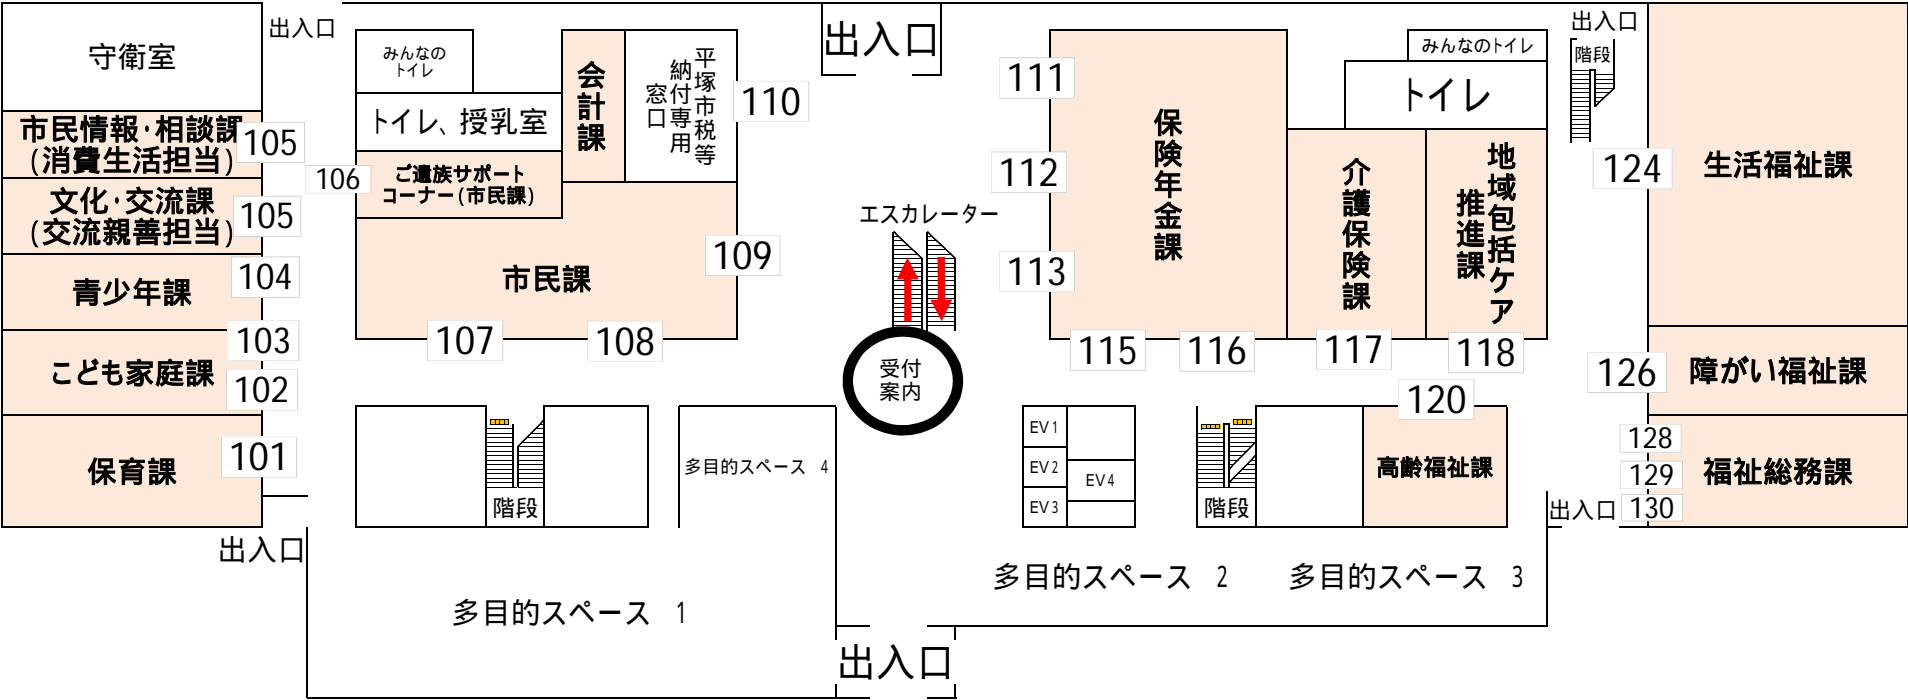 守衛室
市民情報・相談課
(消費生活担当)
105
文化・交流課
(交流親善担当)
105
青少年課
104
103
こども家庭課
102
保育課
101
出入口
出入口
みんなの
トイレ
トイレ、授乳室
106
ご遺族サポート
コーナー(市民課)
会計課
平塚市税等
納付専用
窓口
110
市民課
109
107
108
階段
多目的スペース 4
多目的スペース 1
出入口
エスカレーター
受付
案内
出入口
111
112
113
保険年金課
115
116
みんなのトイレ
トイレ
介護保険課
117
地域包括ケア
推進課
118
EV1
EV2
EV3
EV4
階段
120
高齢福祉課
多目的スペース 2
多目的スペース 3
出入口
階段
124
生活福祉課
126
障がい福祉課
128
129
130
福祉総務課
出入口